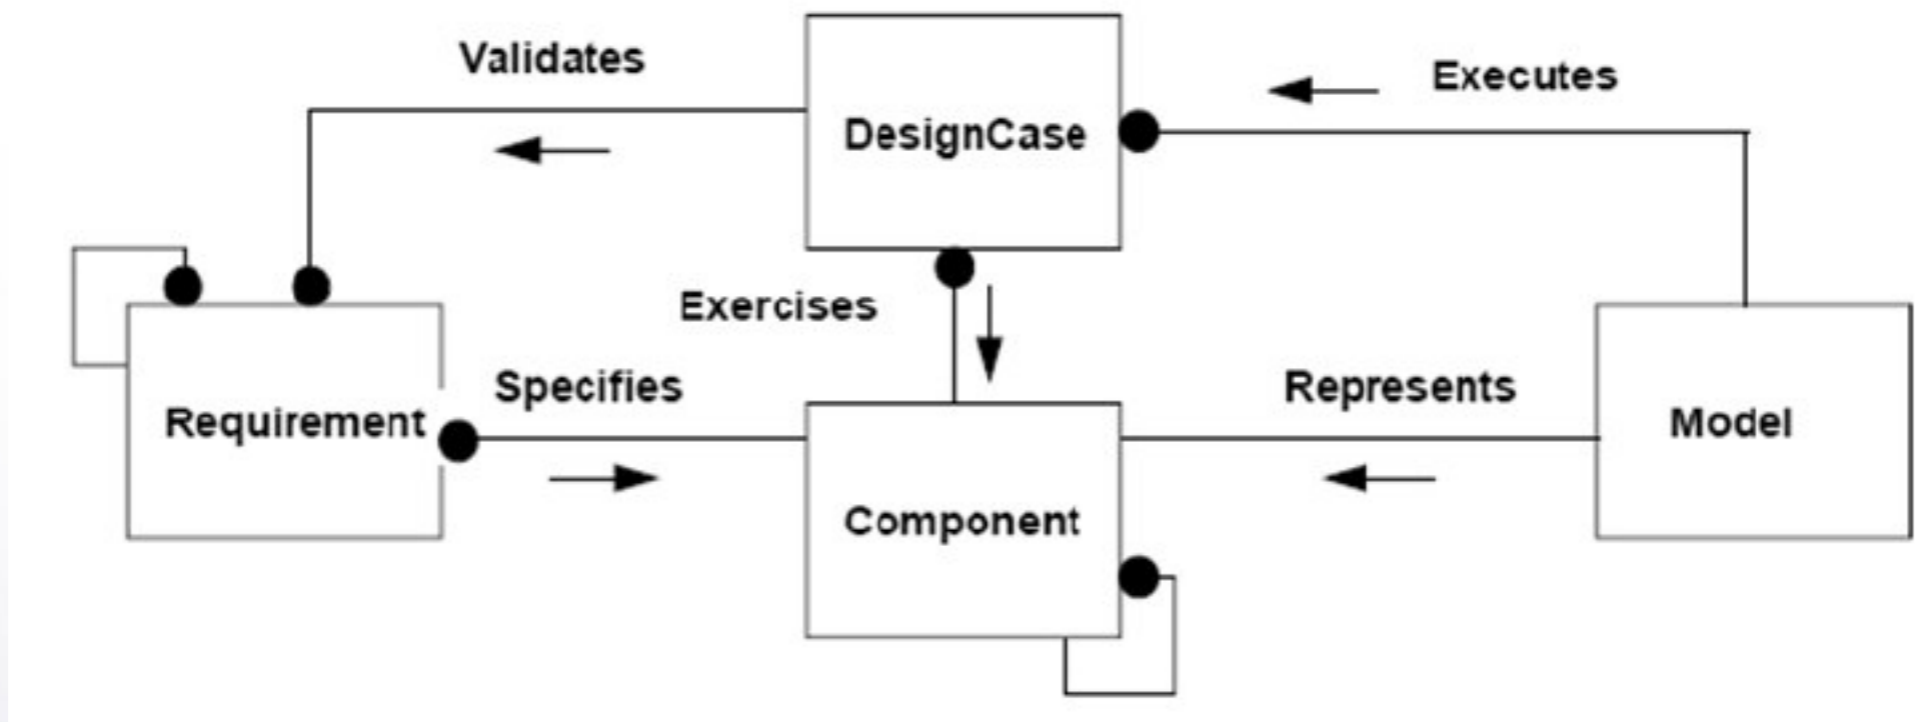 Validates
Executes
DesignCase
Exercises
Specifies
Represents
Requirement
Model
Component